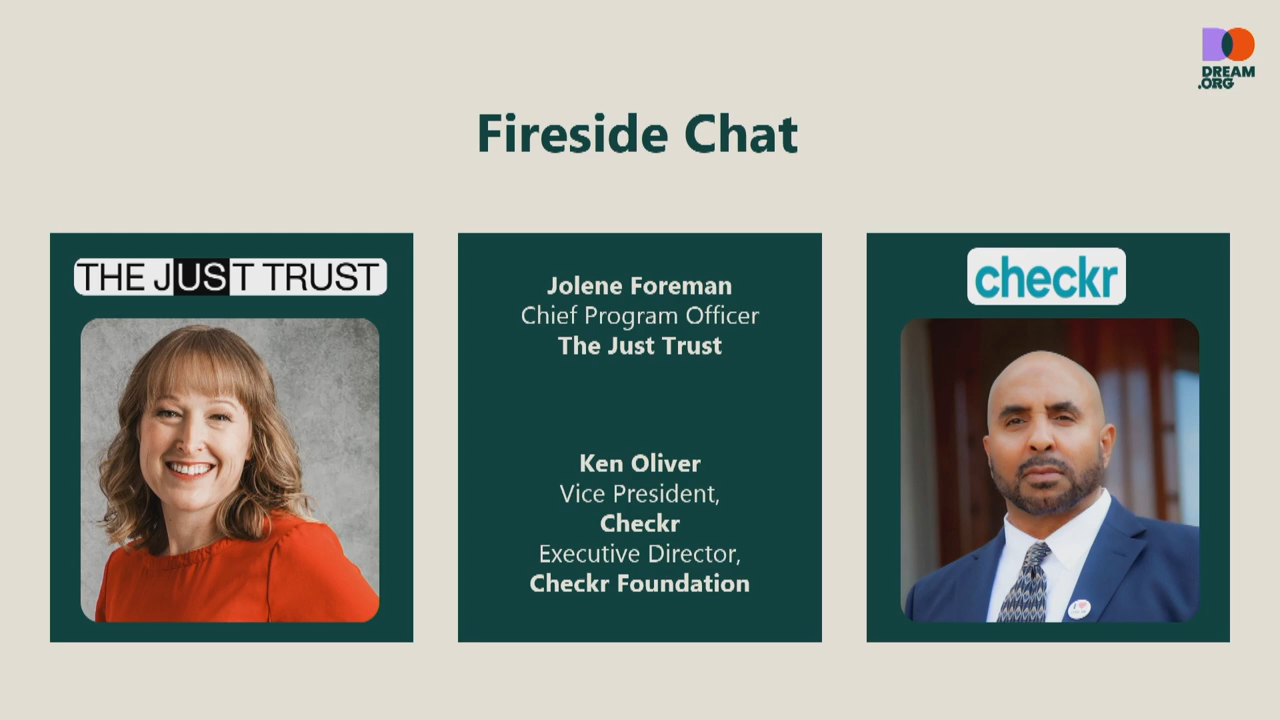 DREAM
.ORG
Fireside Chat
THE JUST TRUST
Jolene Foreman
Chief Program Officer
The Just Trust
Ken Oliver
Vice President,
Checkr
Executive Director,
Checkr Foundation
checkr